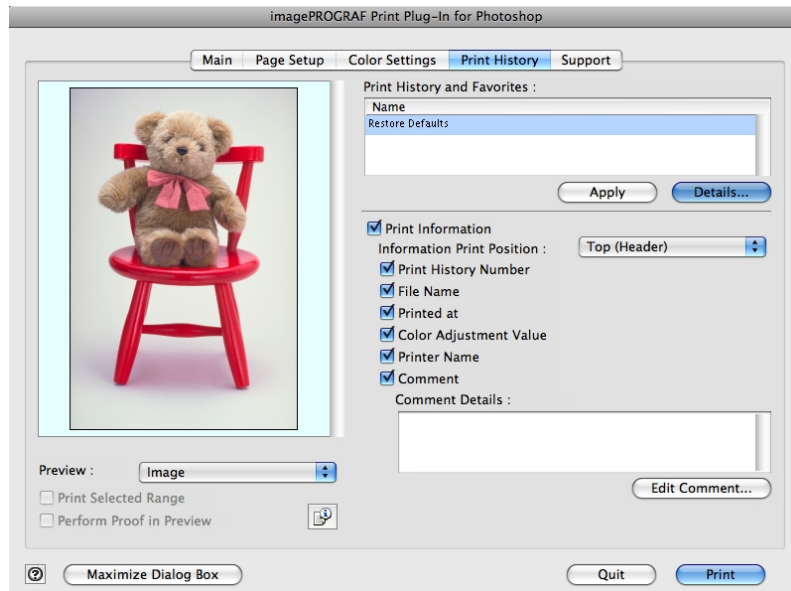 imagePROGRAF Print Plug-In for Photoshop
Main Page Setup Color Settings Print History Support
Print History and Favorites :
Name
Restore Defaults
Apply Details...
Print Information
Information Print Position : Top (Header)
Print History Number
File Name
Printed at
Color Adjustment Value
Printer Name
Comment
Comment Details :
Edit Comment...
Preview : Image
Print Selected Range
Perform Proof in Preview
? Maximize Dialog Box Quit Print